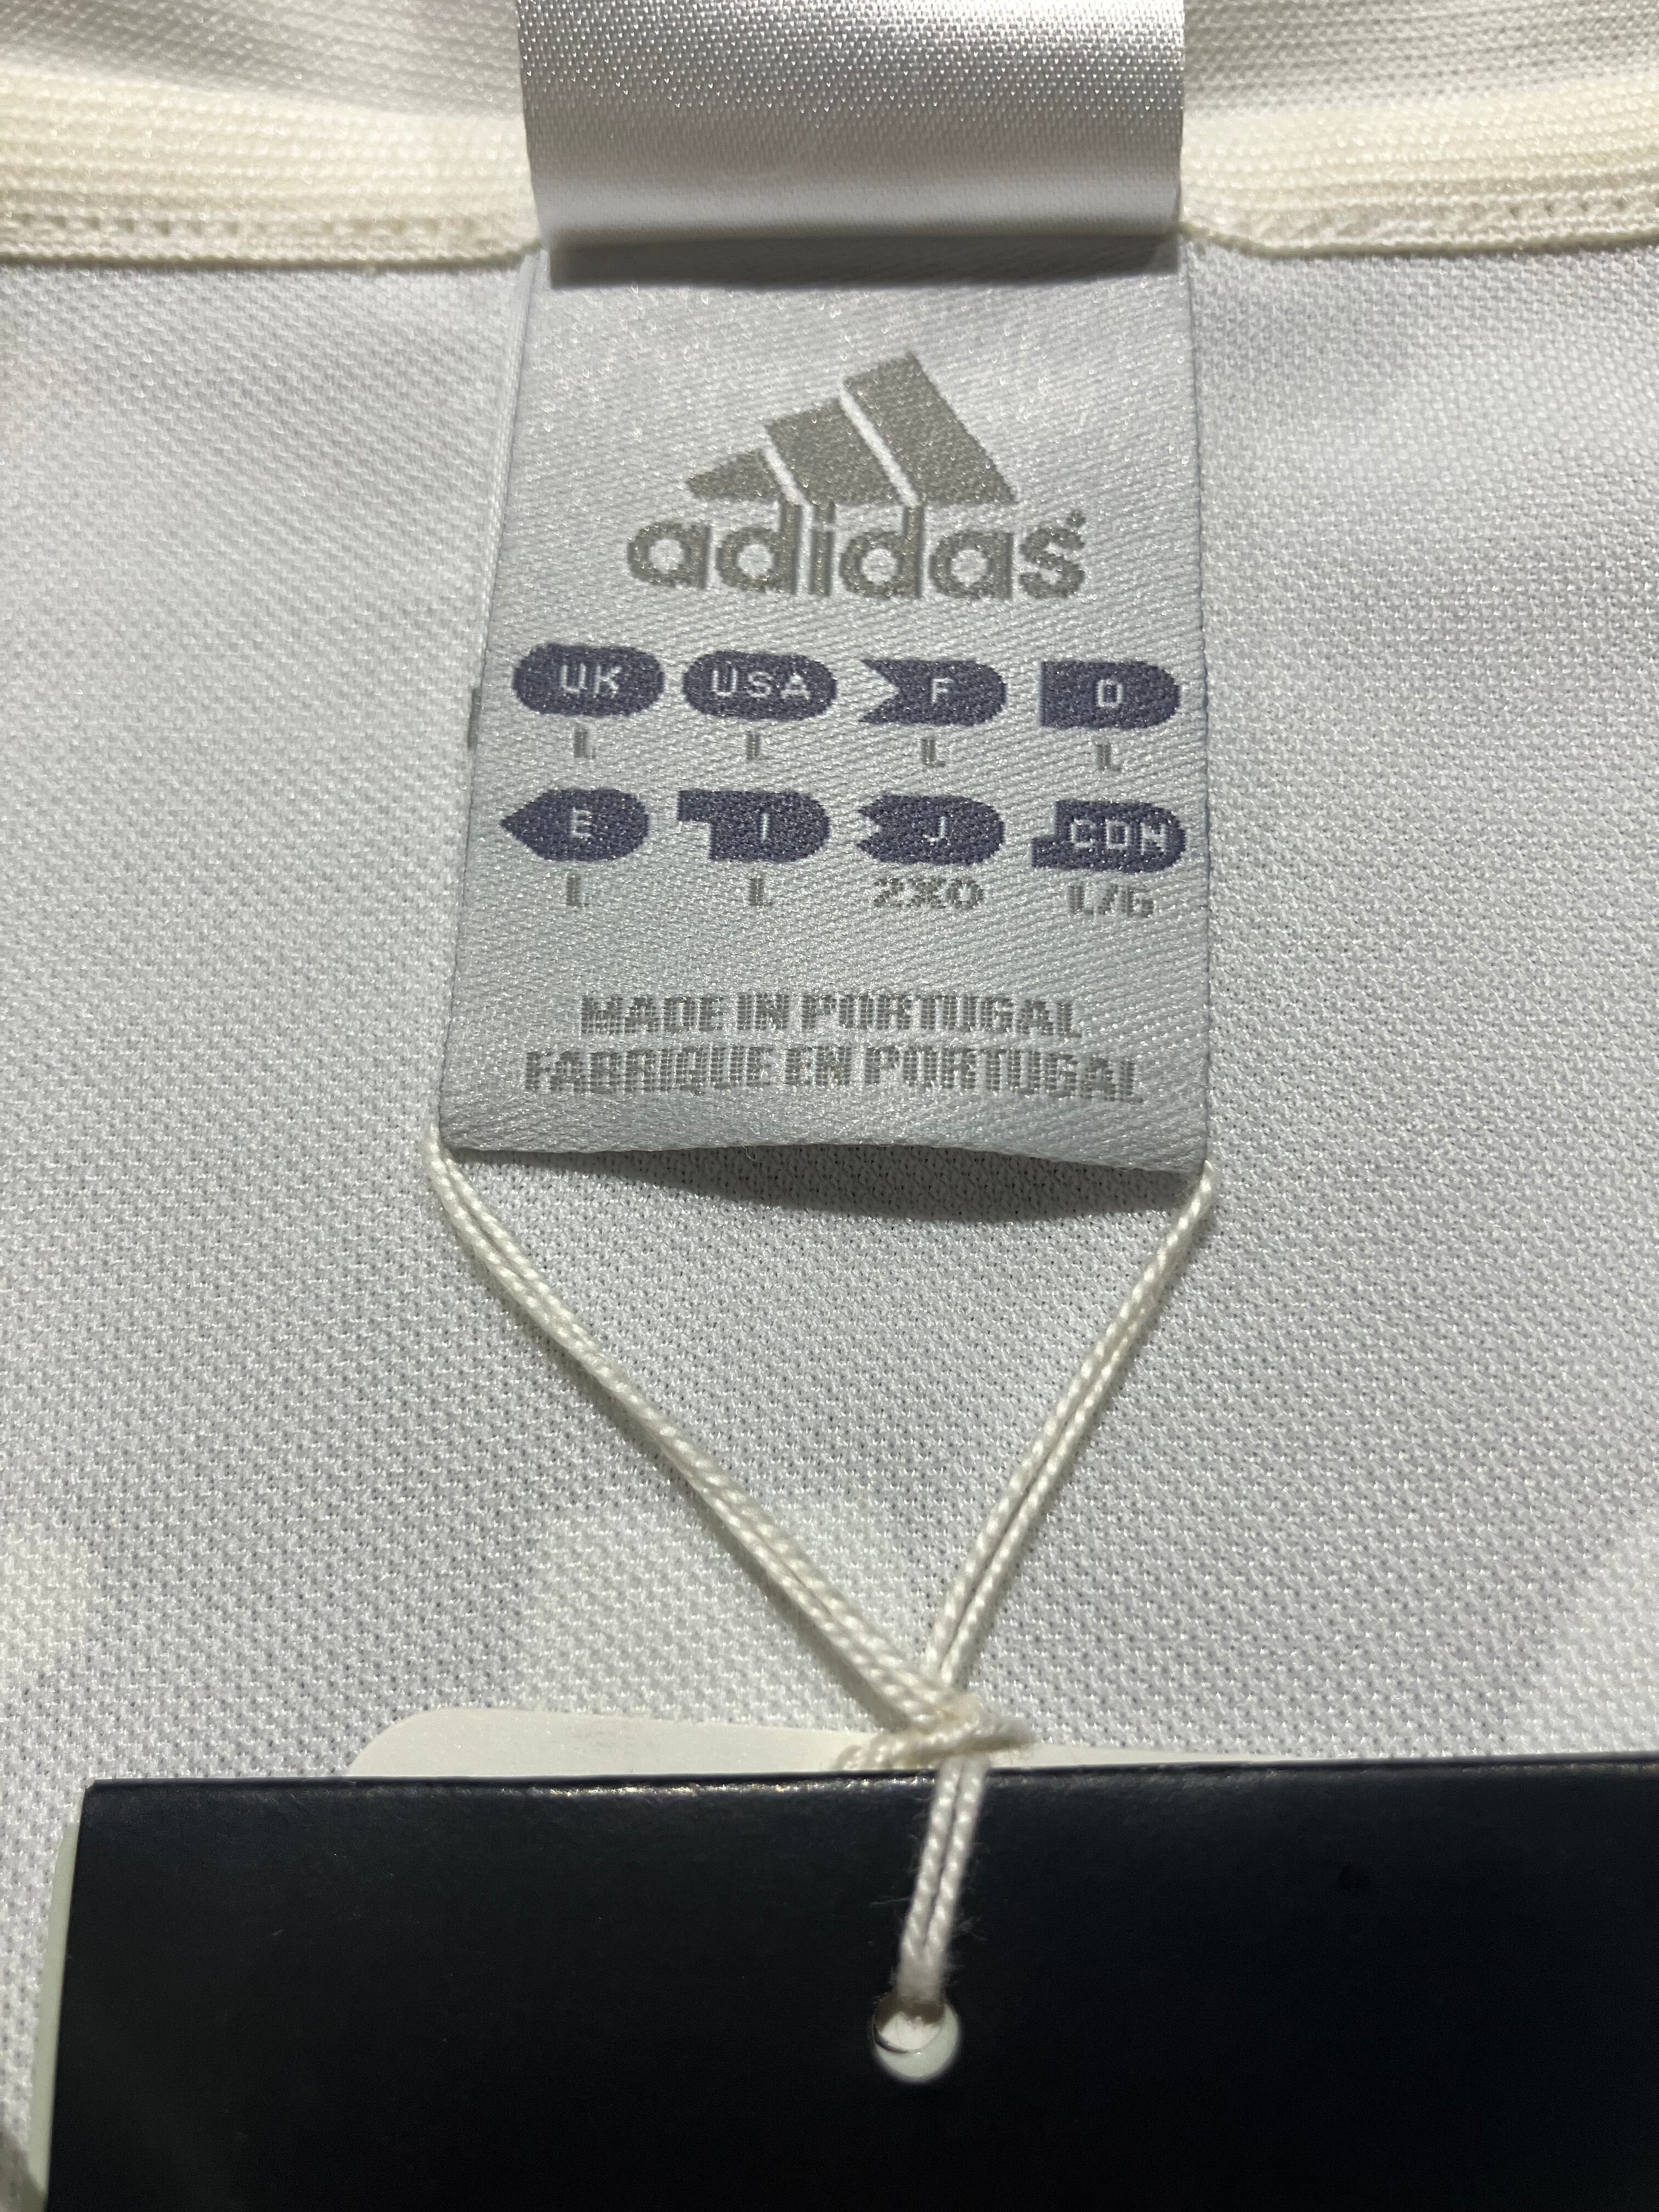 adidas®
UK USA F D
L L L L
E I J CDN
L L 2XO L/G
MADE IN PORTUGAL
FABRIQUE EN PORTUGAL